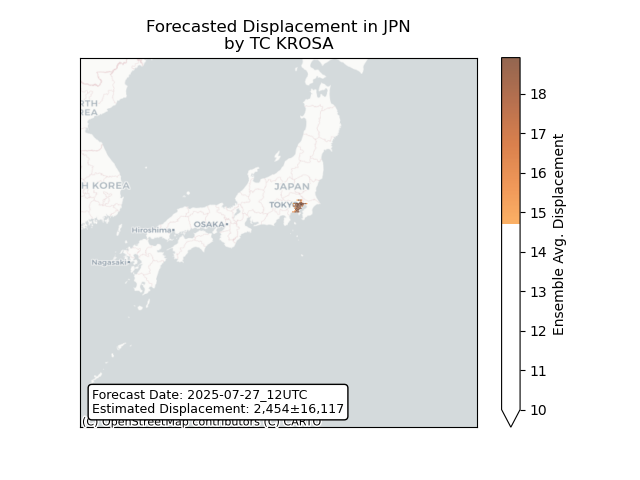 Forecasted Displacement in JPN
by TC KROSA
RTH
REA
H KOREA
JAPAN
TOKYO
OSAKA
Hiroshima
Nagasaki
Forecast Date: 2025-07-27_12UTC
Estimated Displacement: 2,454±16,117
(C) OpenStreetMap contributors (C) CARTO
18
17
16
15
14
13
12
11
10
Ensemble Avg. Displacement